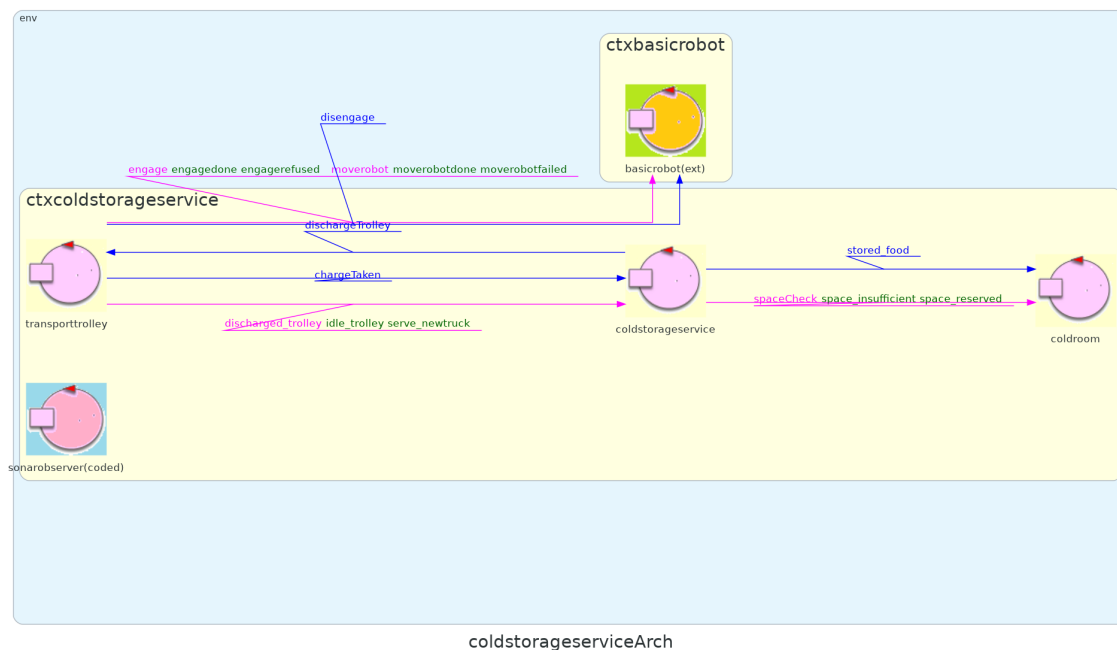 env
ctxbasicrobot
disengage
engage engagedone engagerefused moverobot moverobotdone moverobotfailed
basicrobot(ext)
ctxcoldstorageservice
dischargeTrolley
stored_food
chargeTaken
spaceCheck space_insufficient space_reserved
discharged_trolley idle_trolley serve_newtruck
transporttrolley
coldstorageservice
coldroom
sonarobserver(coded)
coldstorageserviceArch